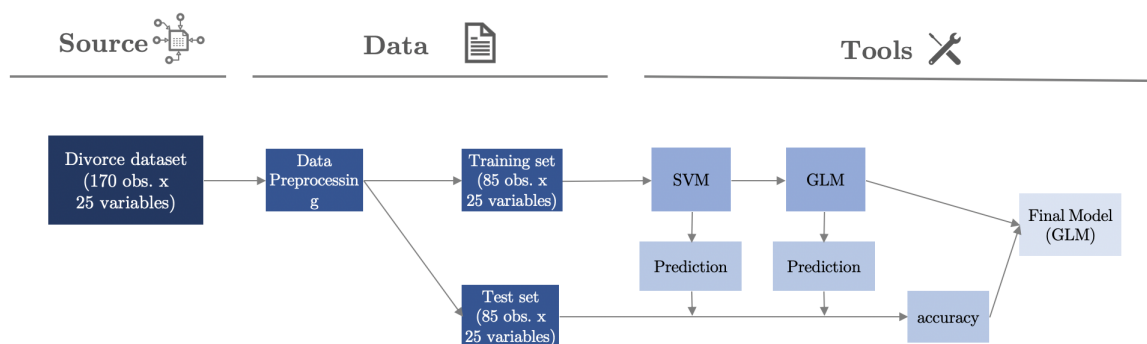 Source
Data
Tools
Divorce dataset
(170 obs. x
25 variables)
Data
Preprocessin
g
Training set
(85 obs. x
25 variables)
SVM
GLM
Final Model
(GLM)
Prediction
Prediction
Test set
(85 obs. x
25 variables)
accuracy